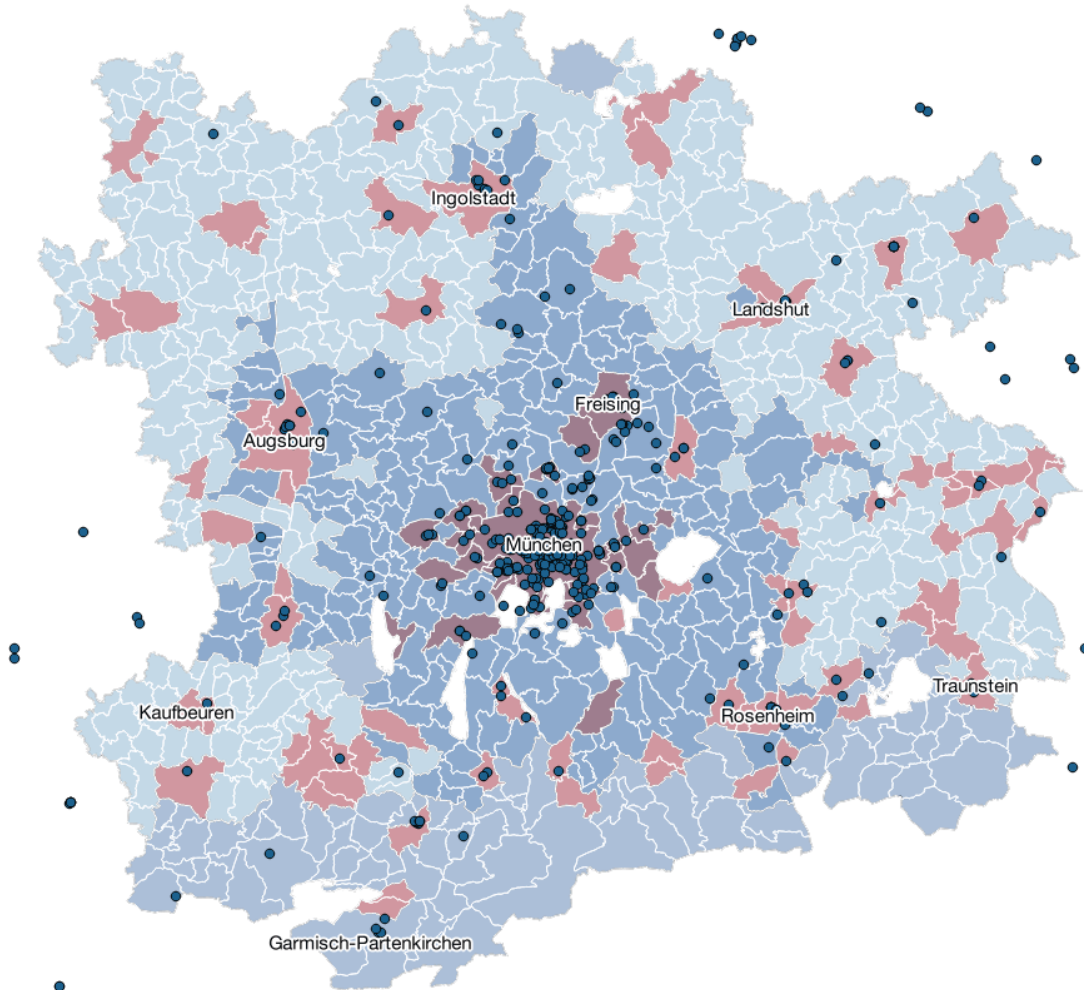 Ingolstadt
Landshut
Freising
Augsburg
München
Kaufbeuren
Traunstein
Rosenheim
Garmisch-Partenkirchen